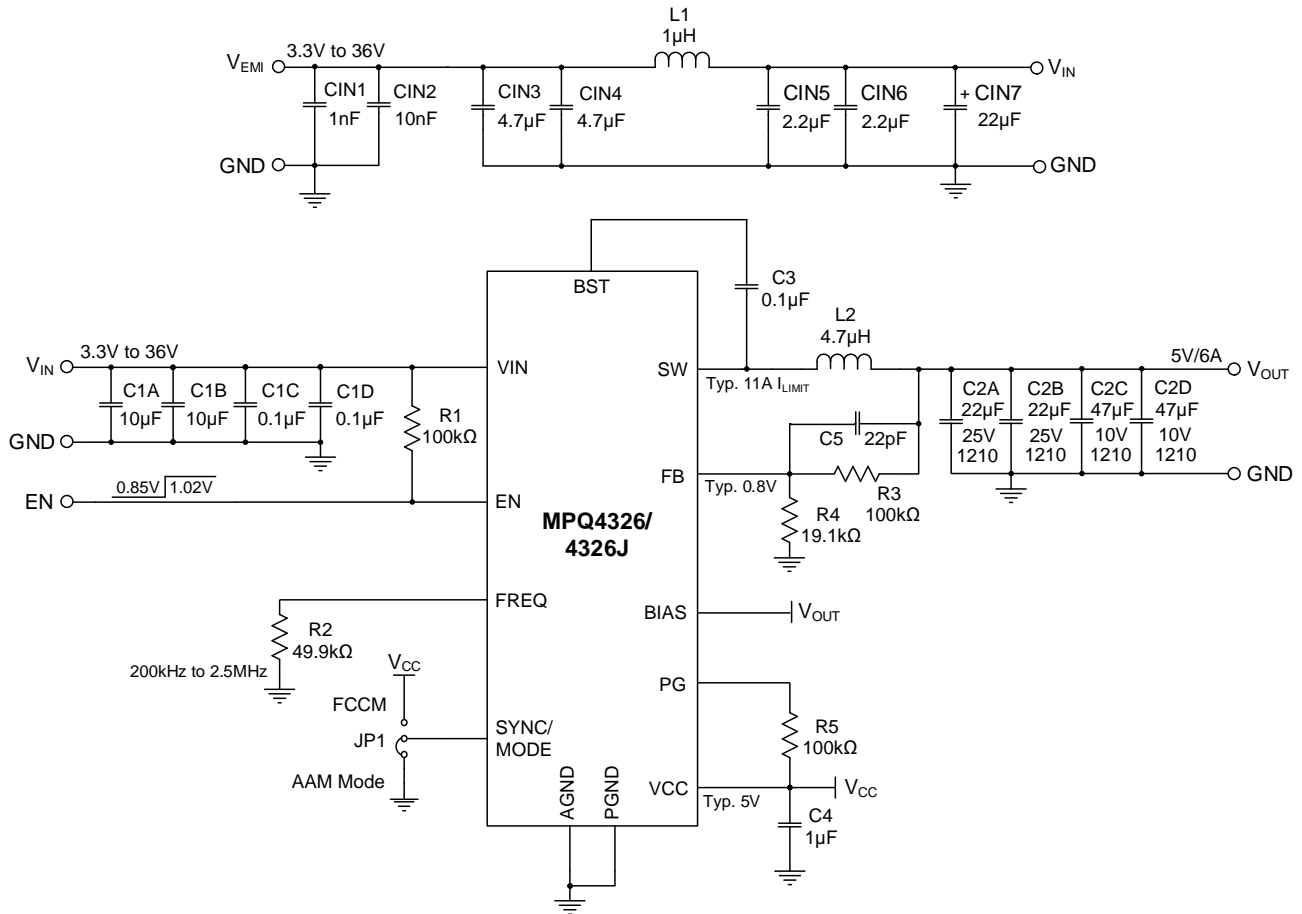 L1
1µH
V_EMI
3.3V to 36V
V_IN
CIN1
1nF
CIN2
10nF
CIN3
4.7µF
CIN4
4.7µF
CIN5
2.2µF
CIN6
2.2µF
+ CIN7
22µF
GND
GND
BST
C3
0.1µF
L2
4.7µH
V_IN
3.3V to 36V
VIN
SW
Typ. 11A I_LIMIT
5V/6A
V_OUT
C1A
10µF
C1B
10µF
C1C
0.1µF
C1D
0.1µF
R1
100kΩ
GND
C2A
22µF
25V
1210
C2B
22µF
25V
1210
C2C
47µF
10V
1210
C2D
47µF
10V
1210
C5
22pF
FB
Typ. 0.8V
R3
100kΩ
R4
19.1kΩ
GND
EN
0.85V
1.02V
EN
MPQ4326/
4326J
FREQ
R2
49.9kΩ
200kHz to 2.5MHz
BIAS
V_OUT
V_CC
FCCM
JP1
AAM Mode
SYNC/
MODE
PG
R5
100kΩ
VCC
Typ. 5V
V_CC
C4
1µF
AGND
PGND